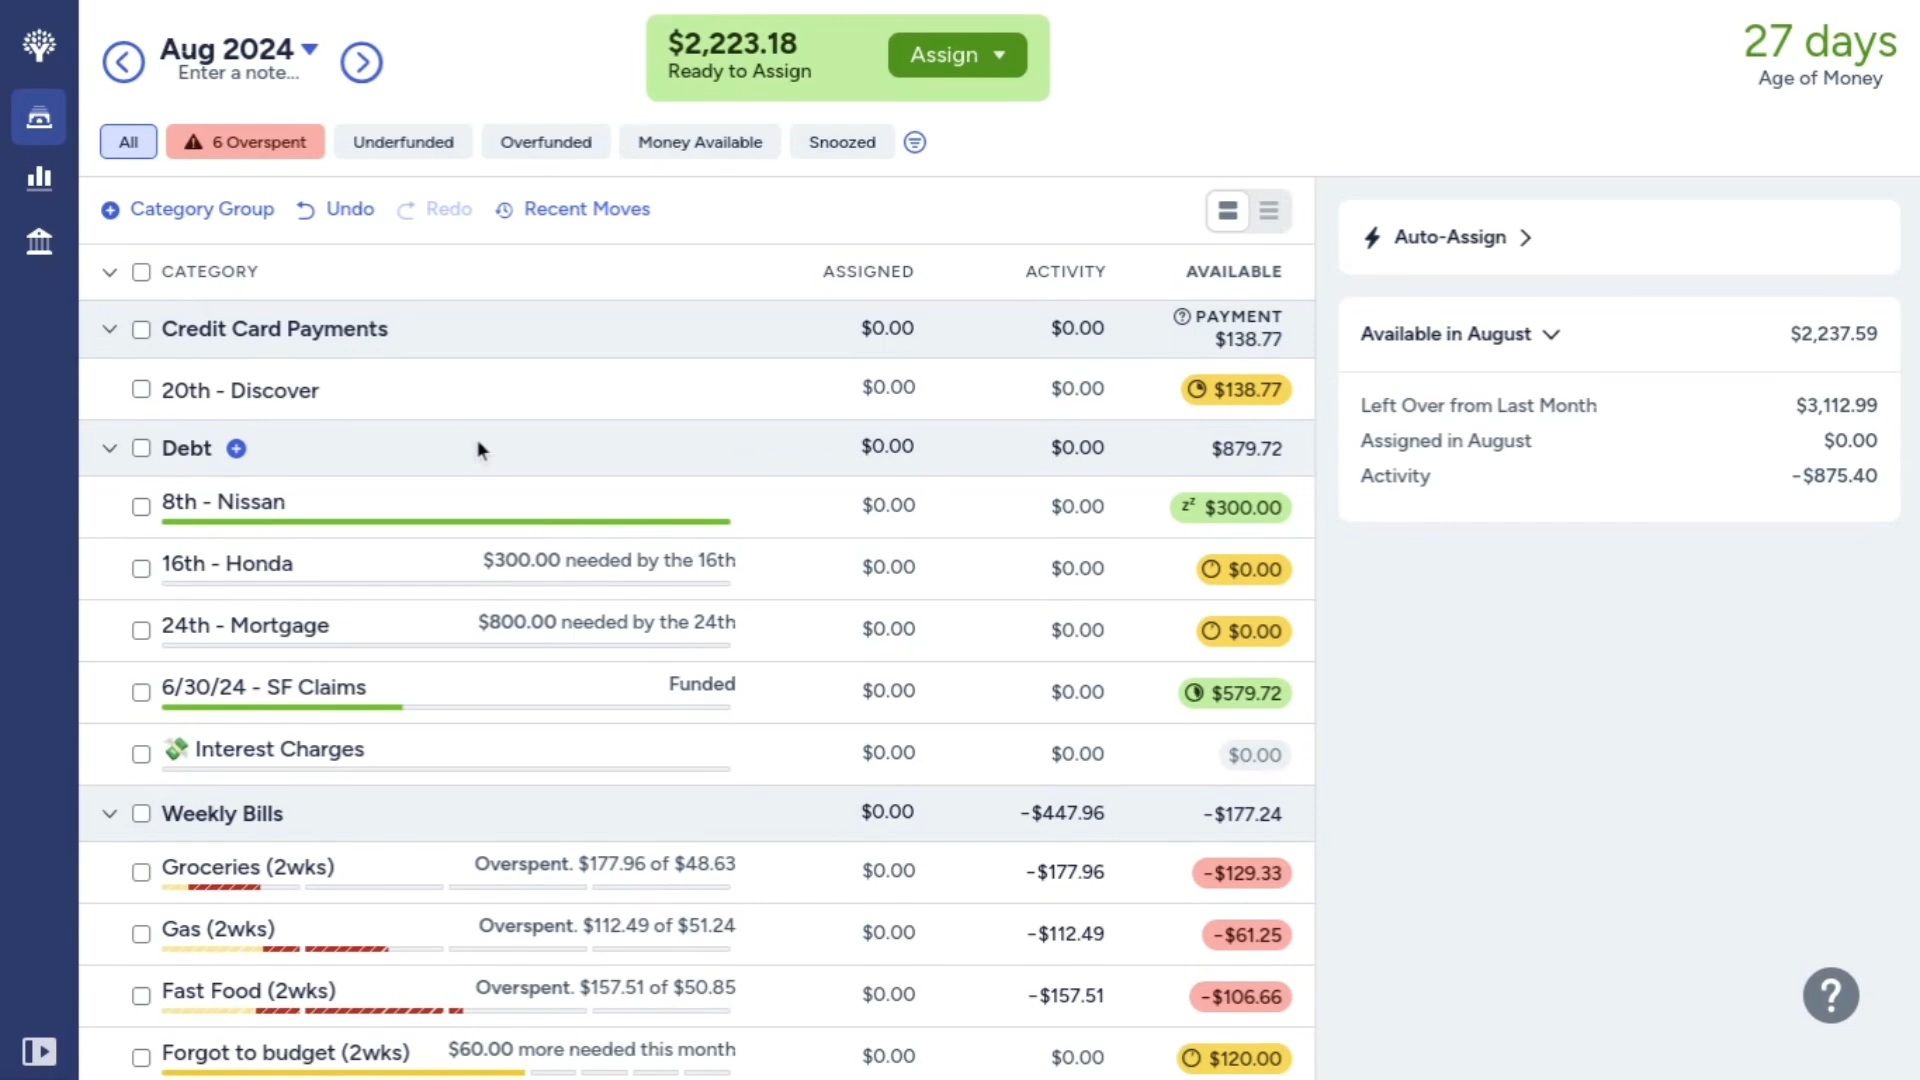 Aug 2024
Enter a note...
$2,223.18
Ready to Assign
Assign
27 days
Age of Money
All
6 Overspent
Underfunded
Overfunded
Money Available
Snoozed
Category Group
Undo
Redo
Recent Moves
CATEGORY
ASSIGNED
ACTIVITY
AVAILABLE
Credit Card Payments
$0.00
$0.00
PAYMENT
$138.77
20th - Discover
$0.00
$0.00
$138.77
Debt
$0.00
$0.00
$879.72
8th - Nissan
$0.00
$0.00
zz $300.00
16th - Honda
$300.00 needed by the 16th
$0.00
$0.00
$0.00
24th - Mortgage
$800.00 needed by the 24th
$0.00
$0.00
$0.00
6/30/24 - SF Claims
Funded
$0.00
$0.00
$579.72
💸 Interest Charges
$0.00
$0.00
$0.00
Weekly Bills
$0.00
-$447.96
-$177.24
Groceries (2wks)
Overspent. $177.96 of $48.63
$0.00
-$177.96
-$129.33
Gas (2wks)
Overspent. $112.49 of $51.24
$0.00
-$112.49
-$61.25
Fast Food (2wks)
Overspent. $157.51 of $50.85
$0.00
-$157.51
-$106.66
Forgot to budget (2wks)
$60.00 more needed this month
$0.00
$0.00
$120.00
Auto-Assign
Available in August
$2,237.59
Left Over from Last Month
$3,112.99
Assigned in August
$0.00
Activity
-$875.40
?